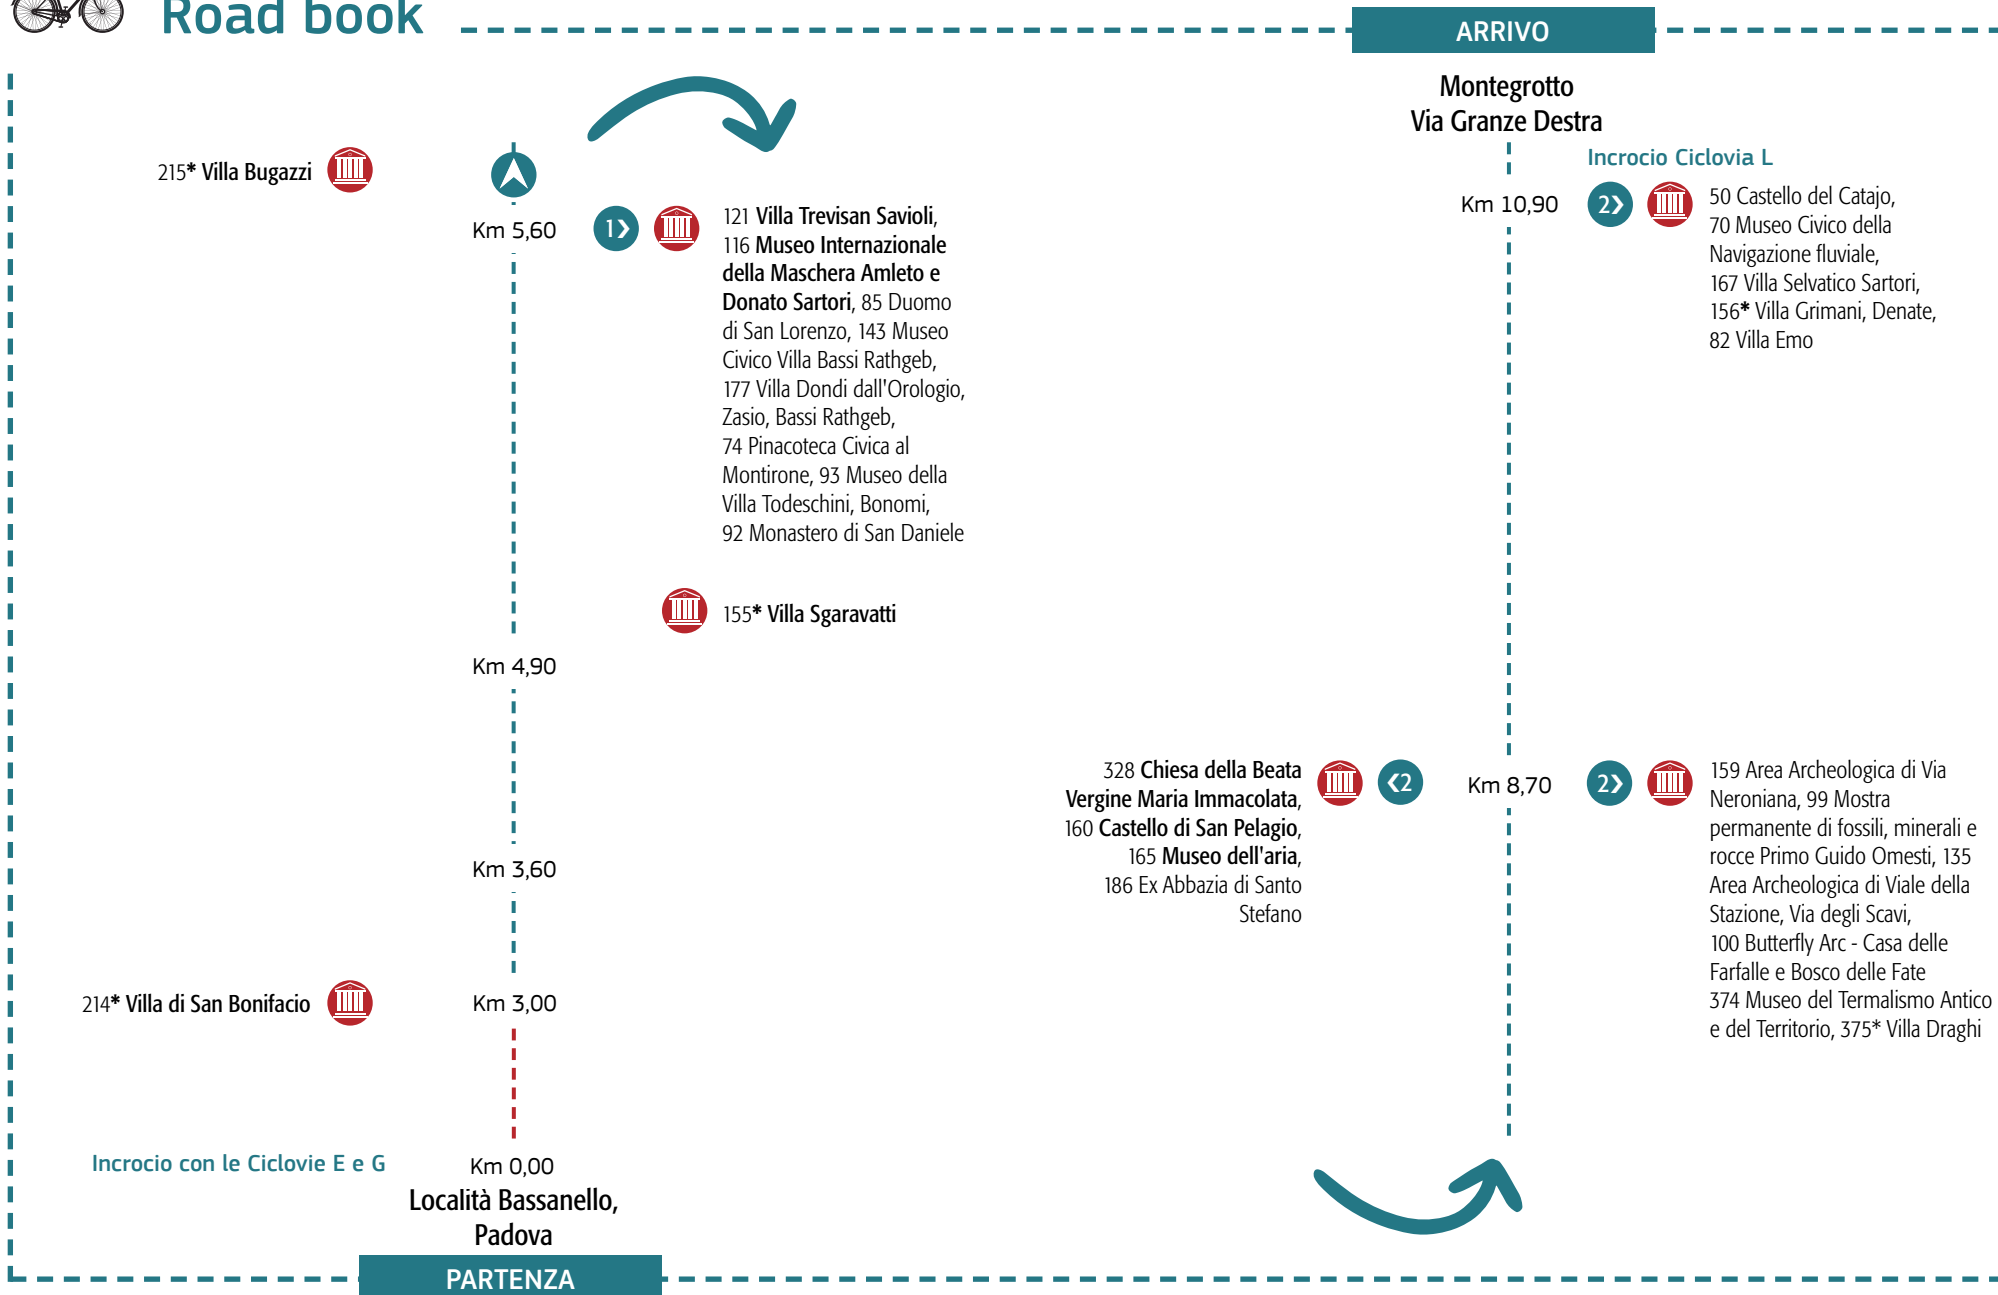 Road book
ARRIVO
Montegrotto
Via Granze Destra
Incrocio Ciclovia L
Km 10,90
2
50 Castello del Catajo,
70 Museo Civico della
Navigazione fluviale,
167 Villa Selvatico Sartori,
156* Villa Grimani, Denate,
82 Villa Emo
215* Villa Bugazzi
Km 5,60
1
121 Villa Trevisan Savioli,
116 Museo Internazionale
della Maschera Amleto e
Donato Sartori, 85 Duomo
di San Lorenzo, 143 Museo
Civico Villa Bassi Rathgeb,
177 Villa Dondi dall'Orologio,
Zasio, Bassi Rathgeb,
74 Pinacoteca Civica al
Montirone, 93 Museo della
Villa Todeschini, Bonomi,
92 Monastero di San Daniele
155* Villa Sgaravatti
Km 4,90
328 Chiesa della Beata
Vergine Maria Immacolata,
160 Castello di San Pelagio,
165 Museo dell'aria,
186 Ex Abbazia di Santo
Stefano
2
Km 8,70
2
159 Area Archeologica di Via
Neroniana, 99 Mostra
permanente di fossili, minerali e
rocce Primo Guido Omesti, 135
Area Archeologica di Viale della
Stazione, Via degli Scavi,
100 Butterfly Arc - Casa delle
Farfalle e Bosco delle Fate
374 Museo del Termalismo Antico
e del Territorio, 375* Villa Draghi
Km 3,60
214* Villa di San Bonifacio
Km 3,00
Incrocio con le Ciclovie E e G
Km 0,00
Località Bassanello,
Padova
PARTENZA